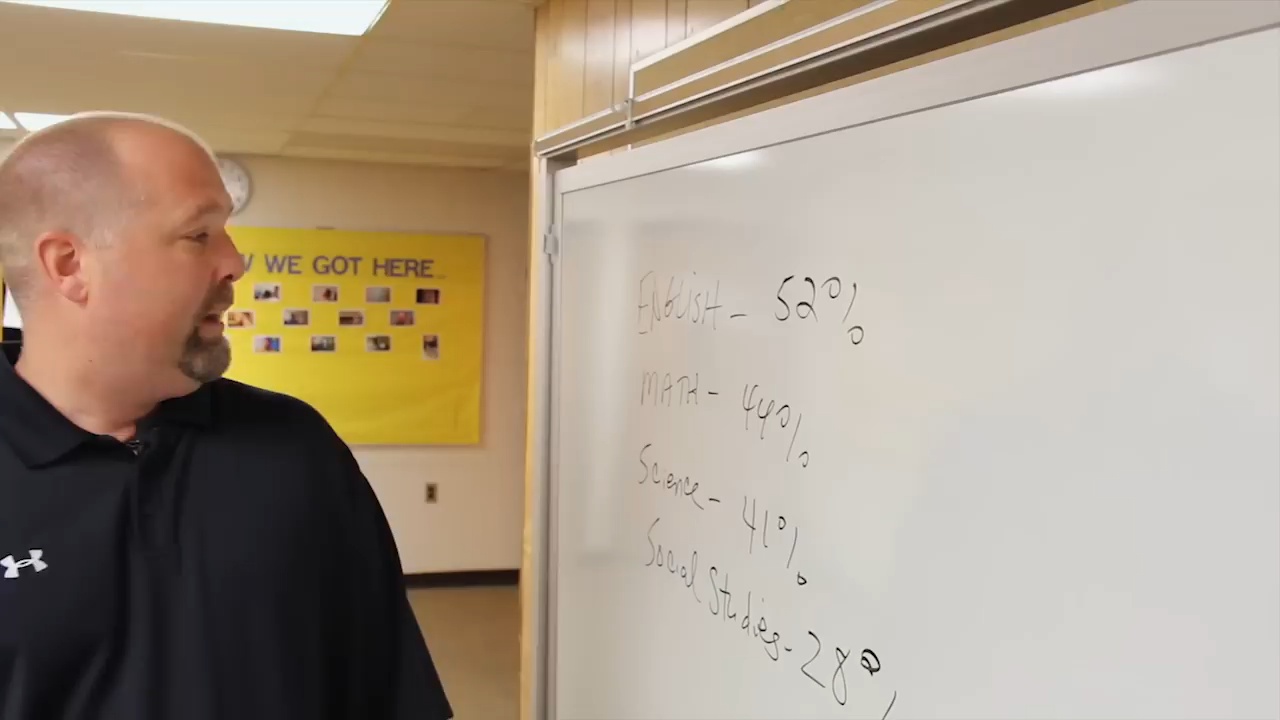 W WE GOT HERE...
ENGLISH - 52%
MATH - 44%
Science - 41%
Social Studies - 28%